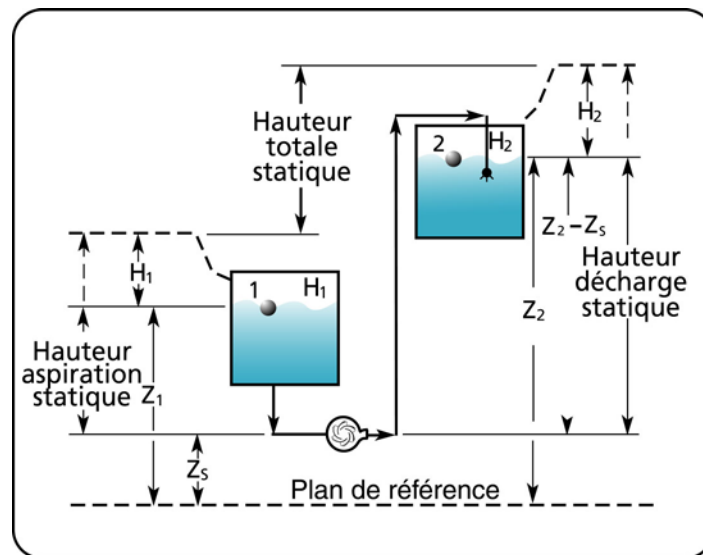 Hauteur
totale
statique
H₂
2
H₂
Z₂–Zₛ
Hauteur
décharge
statique
Z₂
H₁
1
H₁
Hauteur
aspiration
statique
Z₁
Zₛ
Plan de référence